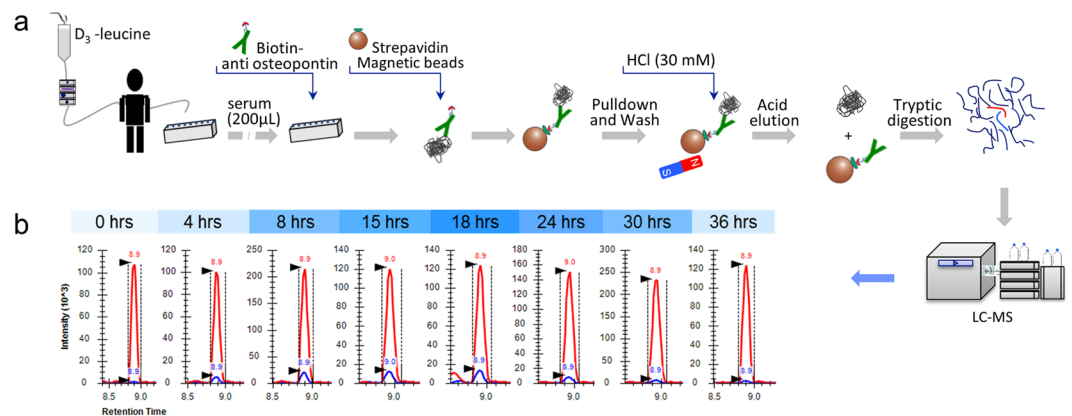 a
D3 -leucine
Biotin-
anti osteopontin
Strepavidin
Magnetic beads
HCl (30 mM)
serum
(200µL)
Pulldown
and Wash
Acid
elution
Tryptic
digestion
+
S N
LC-MS
b
0 hrs 4 hrs 8 hrs 15 hrs 18 hrs 24 hrs 30 hrs 36 hrs
Intensity (10^3)
120 100 80 60 40 20 0
8.9
8.9
8.5 9.0
120 100 80 60 40 20 0
8.9
8.9
8.5 9.0
250 200 150 100 50 0
8.9
8.9
9.0
140 120 100 80 60 40 20 0
9.0
9.0
9.0
140 120 100 80 60 40 20 0
8.9
8.9
9.0
180 160 140 120 100 80 60 40 20 0
9.0
8.9
9.0
300 250 200 150 100 50 0
8.9
8.9
9.0
140 120 100 80 60 40 20 0
8.9
8.9
8.5 9.0
Retention Time